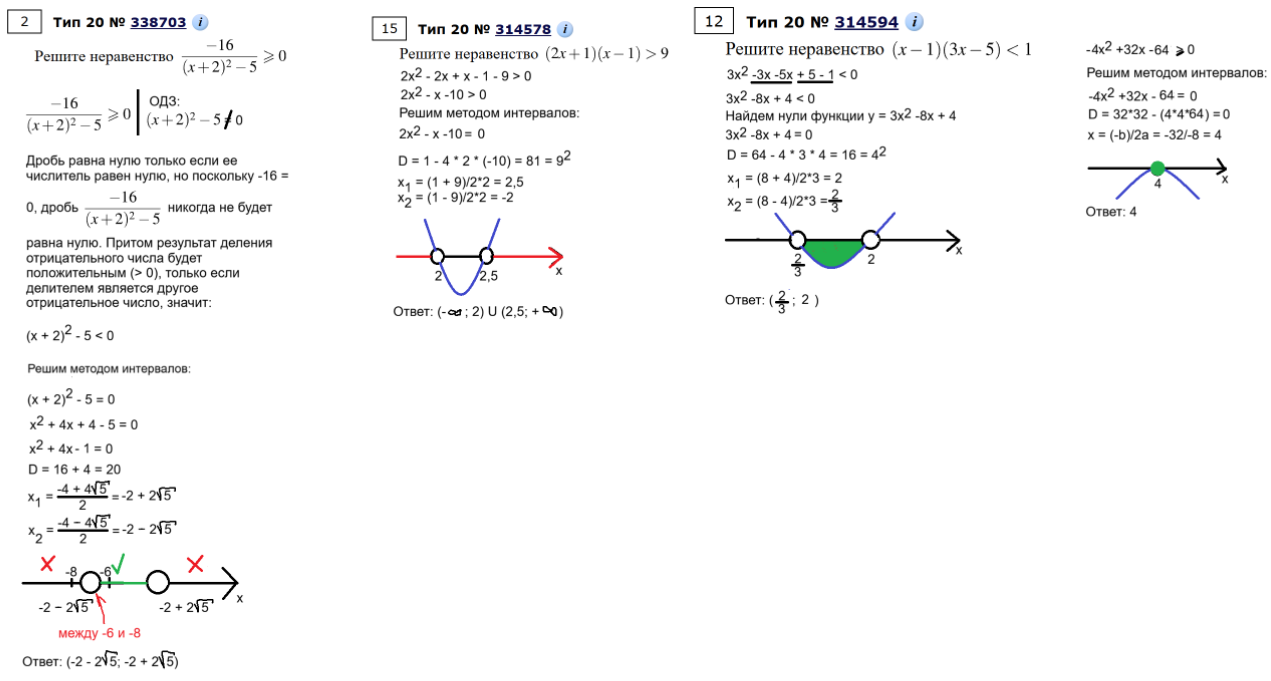 2 Тип 20 № 338703 i
Решите неравенство −16/((x+2)² − 5) ⩾ 0
−16/((x+2)² − 5) ⩾ 0 | ОДЗ:
(x+2)² − 5 ≠ 0
Дробь равна нулю только если ее
числитель равен нулю, но поскольку -16 =
0, дробь −16/((x+2)² − 5) никогда не будет
равна нулю. Притом результат деления
отрицательного числа будет
положительным (> 0), только если
делителем является другое
отрицательное число, значит:
(x + 2)² - 5 < 0
Решим методом интервалов:
(x + 2)² - 5 = 0
x² + 4x + 4 - 5 = 0
x² + 4x - 1 = 0
D = 16 + 4 = 20
x₁ = (-4 + 4√5)/2 = -2 + 2√5
x₂ = (-4 − 4√5)/2 = -2 − 2√5
-8 -6
-2 − 2√5 -2 + 2√5 x
между -6 и -8
Ответ: (-2 - 2√5; -2 + 2√5)
15 Тип 20 № 314578 i
Решите неравенство (2x+1)(x−1) > 9
2x² - 2x + x - 1 - 9 > 0
2x² - x -10 > 0
Решим методом интервалов:
2x² - x -10 = 0
D = 1 - 4 * 2 * (-10) = 81 = 9²
x₁ = (1 + 9)/2*2 = 2,5
x₂ = (1 - 9)/2*2 = -2
2 2,5 x
Ответ: (-∞; 2) U (2,5; +∞)
12 Тип 20 № 314594 i
Решите неравенство (x−1)(3x−5) < 1
3x² -3x -5x + 5 - 1 < 0
3x² -8x + 4 < 0
Найдем нули функции y = 3x² -8x + 4
3x² -8x + 4 = 0
D = 64 - 4 * 3 * 4 = 16 = 4²
x₁ = (8 + 4)/2*3 = 2
x₂ = (8 - 4)/2*3 = 2/3
2/3 2 x
Ответ: (2/3; 2 )
-4x² +32x -64 ⩾ 0
Решим методом интервалов:
-4x² +32x - 64 = 0
D = 32*32 - (4*4*64) = 0
x = (-b)/2a = -32/-8 = 4
4 x
Ответ: 4